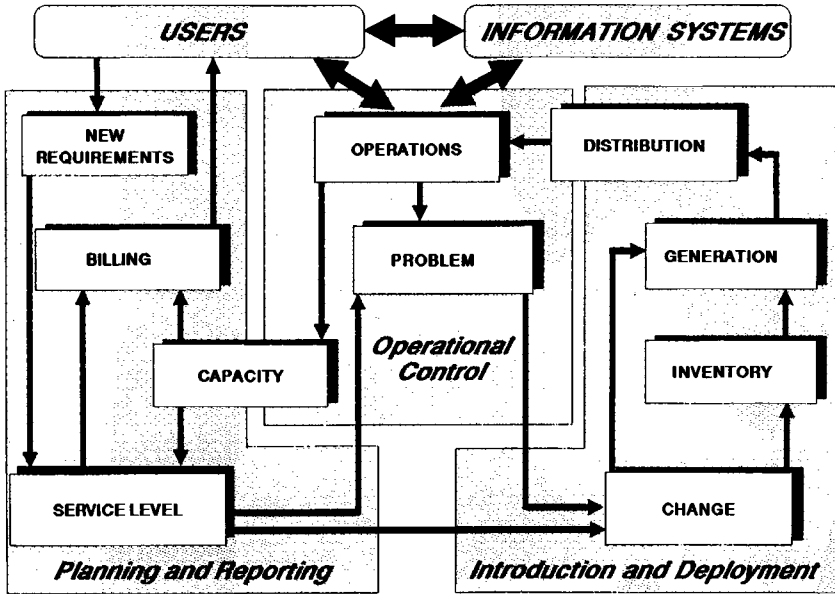 USERS
INFORMATION SYSTEMS
NEW
REQUIREMENTS
OPERATIONS
DISTRIBUTION
BILLING
PROBLEM
GENERATION
CAPACITY
Operational
Control
INVENTORY
SERVICE LEVEL
CHANGE
Planning and Reporting
Introduction and Deployment